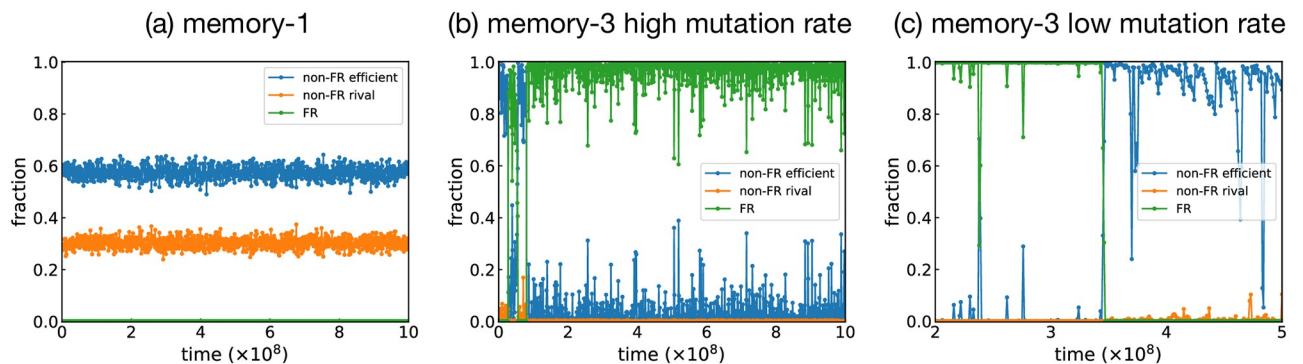 (a) memory-1
1.0
0.8
0.6
0.4
0.2
0.0
fraction
non-FR efficient
non-FR rival
FR
0 2 4 6 8 10
time (×10⁸)
(b) memory-3 high mutation rate
1.0
0.8
0.6
0.4
0.2
0.0
fraction
non-FR efficient
non-FR rival
FR
0 2 4 6 8 10
time (×10⁸)
(c) memory-3 low mutation rate
1.0
0.8
0.6
0.4
0.2
0.0
fraction
non-FR efficient
non-FR rival
FR
2 3 4 5
time (×10⁸)